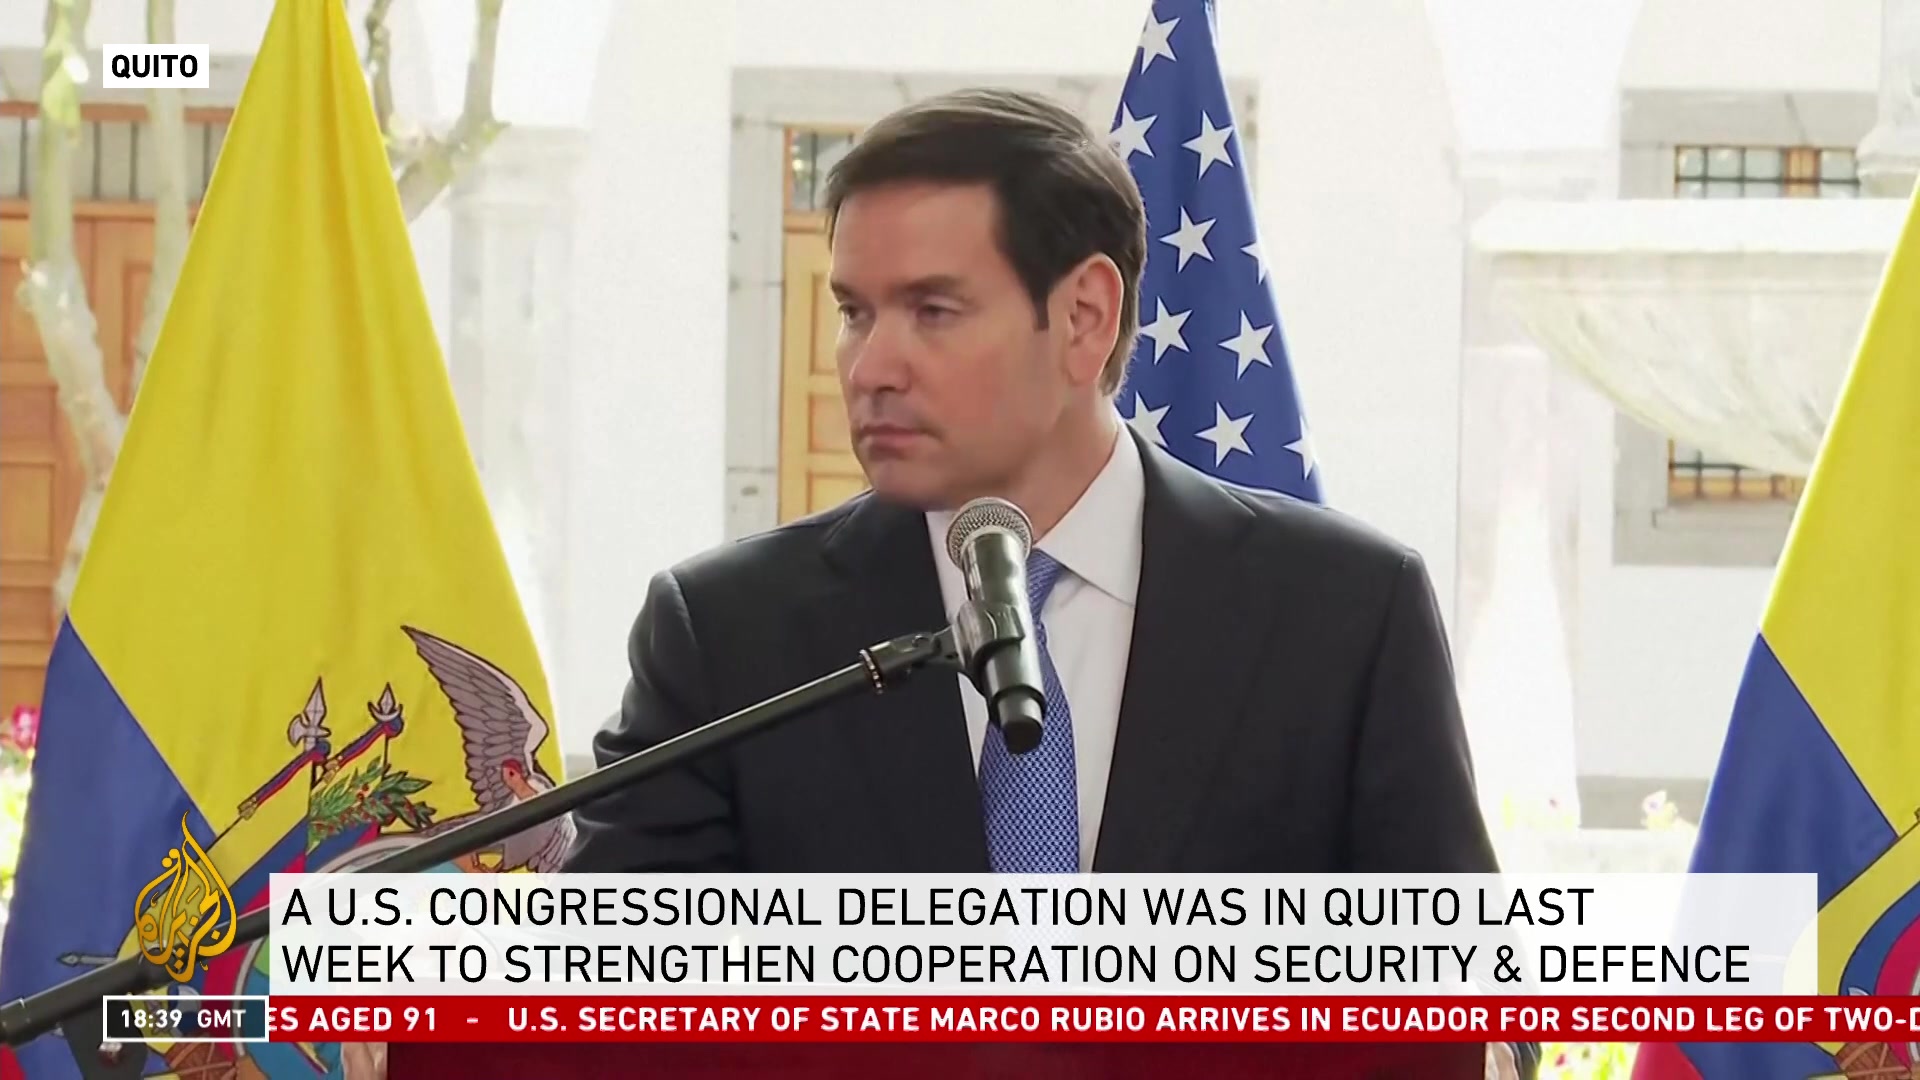 QUITO
A U.S. CONGRESSIONAL DELEGATION WAS IN QUITO LAST
WEEK TO STRENGTHEN COOPERATION ON SECURITY & DEFENCE
18:39 GMT
ES AGED 91 - U.S. SECRETARY OF STATE MARCO RUBIO ARRIVES IN ECUADOR FOR SECOND LEG OF TWO-D
الجزيرة